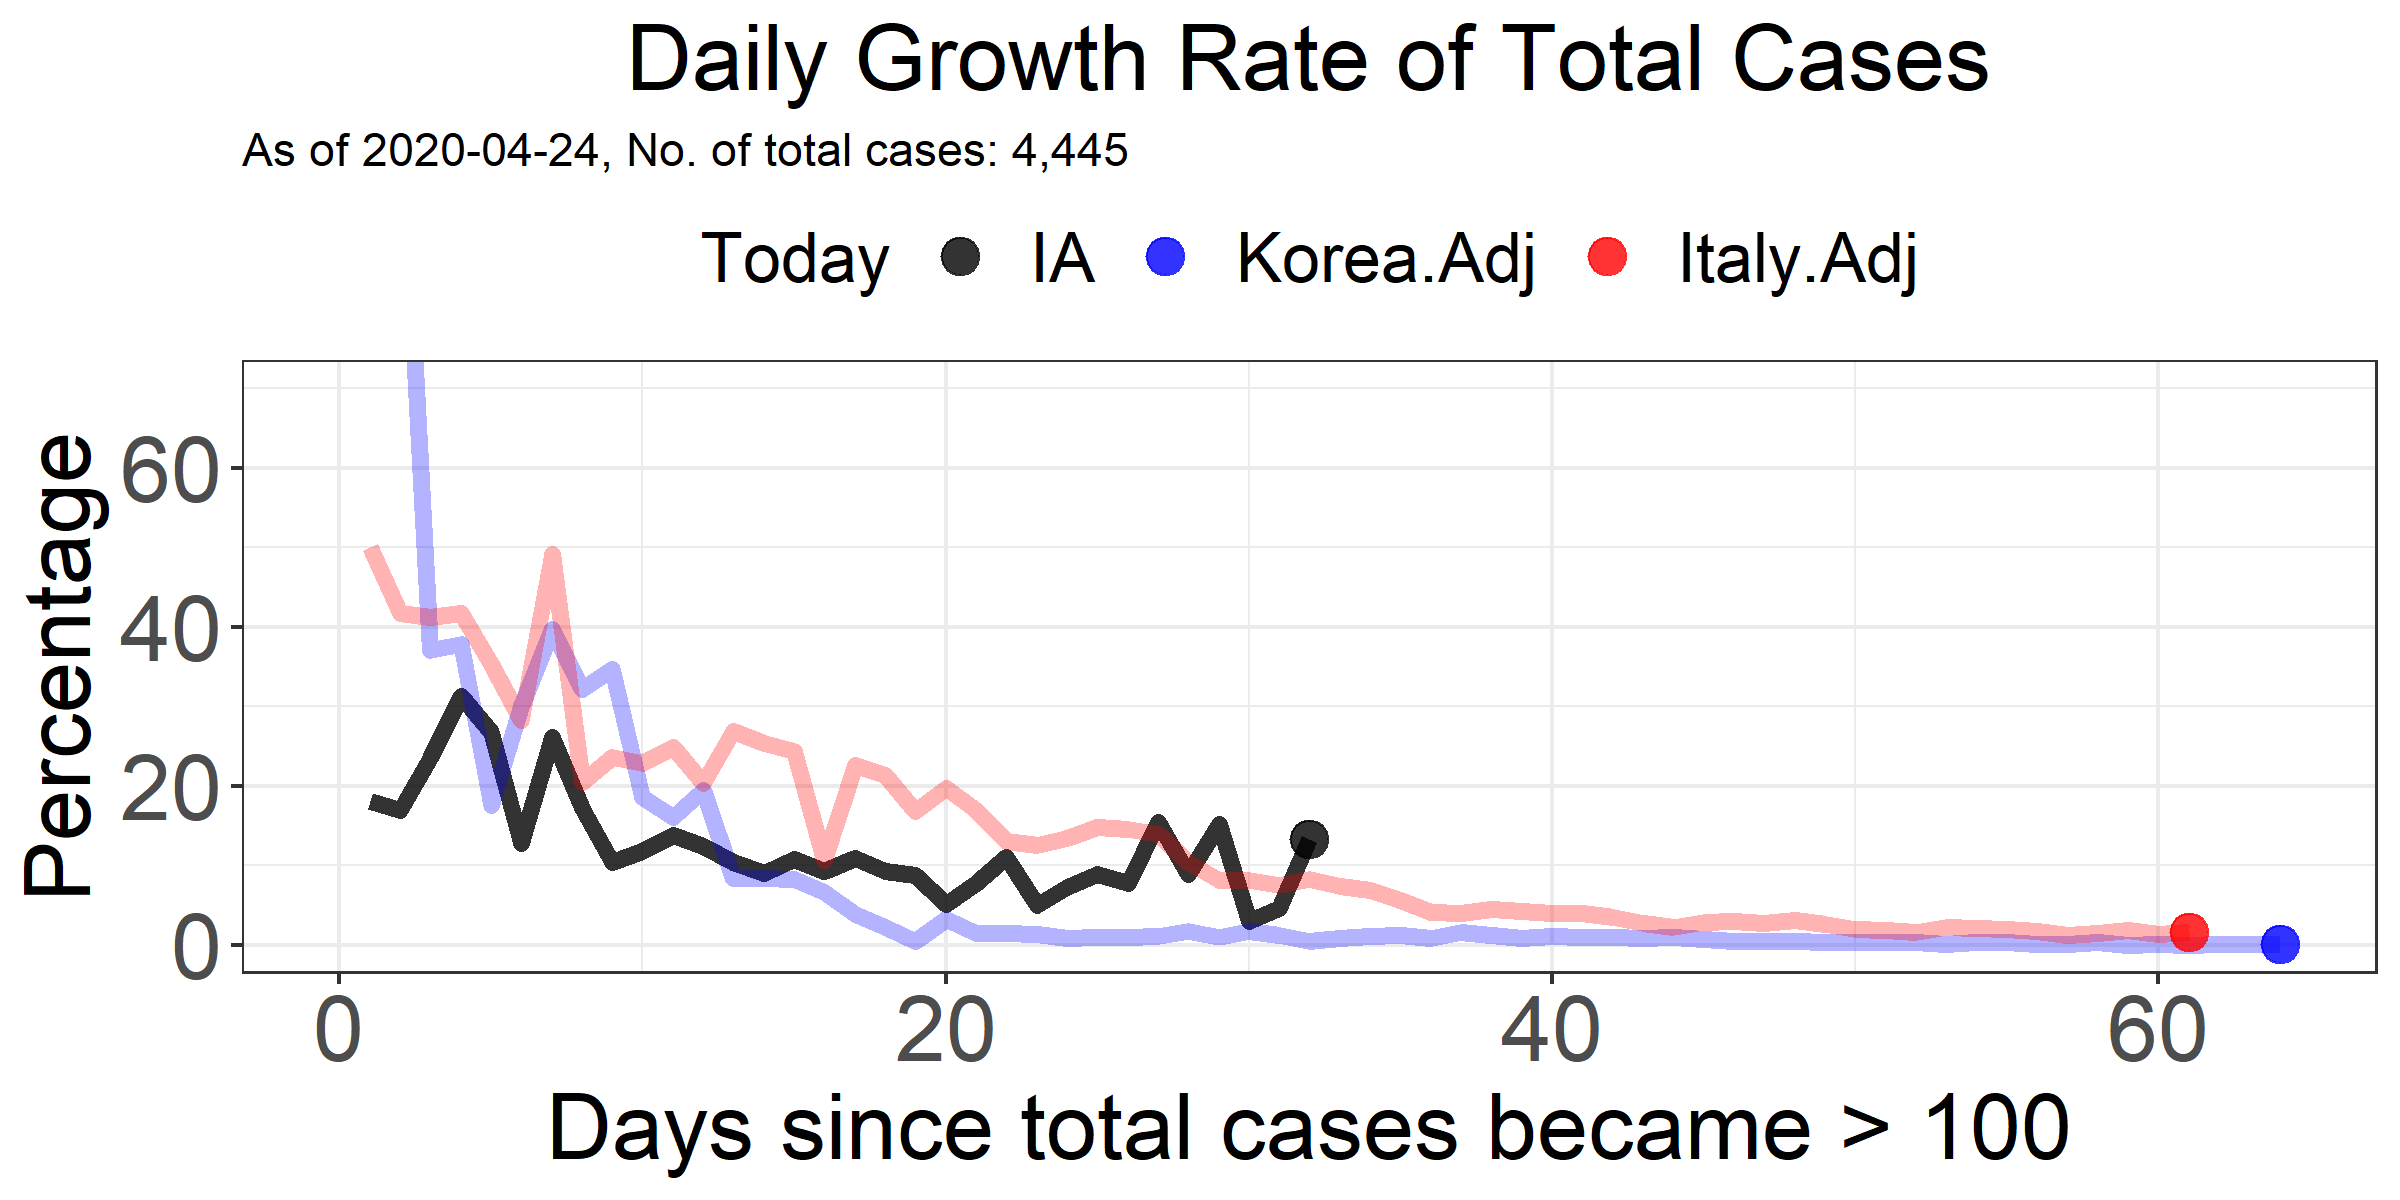 Daily Growth Rate of Total Cases
As of 2020-04-24, No. of total cases: 4,445
Today IA Korea.Adj Italy.Adj
Percentage
60
40
20
0
0 20 40 60
Days since total cases became > 100